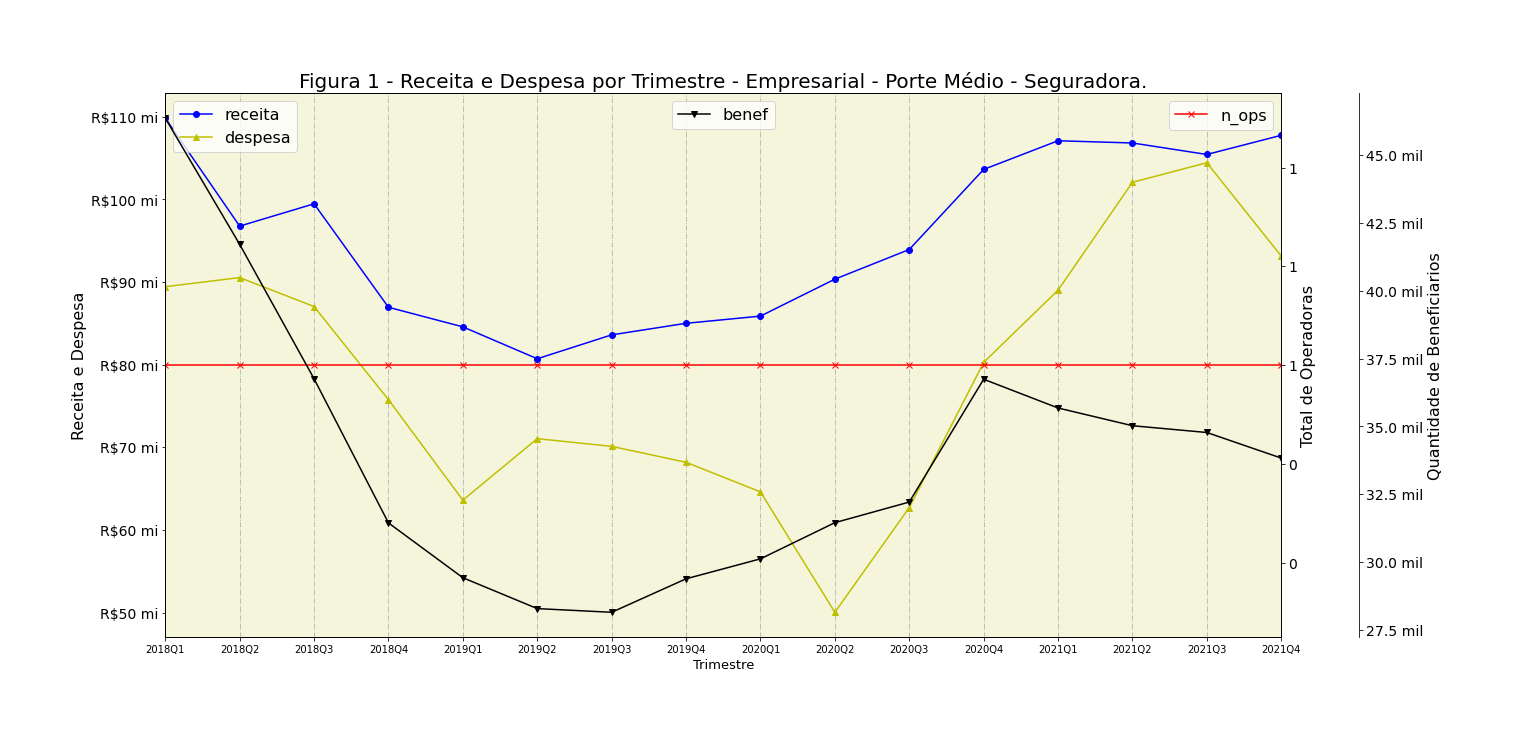 Figura 1 - Receita e Despesa por Trimestre - Empresarial - Porte Médio - Seguradora.
receita
despesa
benef
n_ops
Receita e Despesa
R$110 mi
R$100 mi
R$90 mi
R$80 mi
R$70 mi
R$60 mi
R$50 mi
1
1
1
0
0
Total de Operadoras
45.0 mil
42.5 mil
40.0 mil
37.5 mil
35.0 mil
32.5 mil
30.0 mil
27.5 mil
Quantidade de Beneficiarios
2018Q1 2018Q2 2018Q3 2018Q4 2019Q1 2019Q2 2019Q3 2019Q4 2020Q1 2020Q2 2020Q3 2020Q4 2021Q1 2021Q2 2021Q3 2021Q4
Trimestre